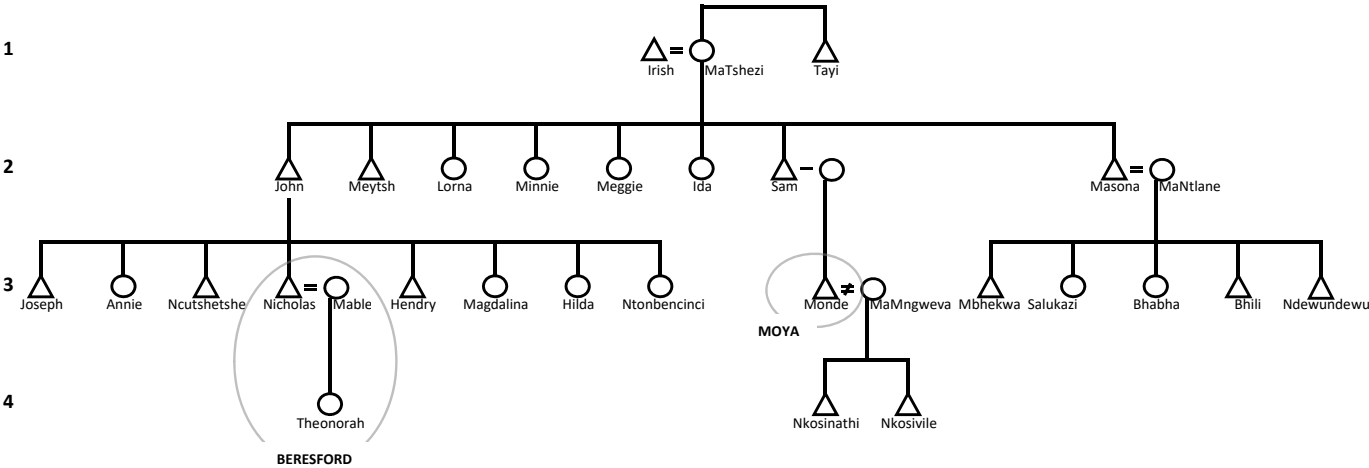 1
Irish MaTshezi Tayi
2
John Meytsh Lorna Minnie Meggie Ida Sam Masona MaNtlane
3
Joseph Annie Ncutshetshe Nicholas Mable Hendry Magdalina Hilda Ntonbencinci Monde MaMngweva Mbhekwa Salukazi Bhabha Bhili Ndewundewu
MOYA
4
Theonorah Nkosinathi Nkosivile
BERESFORD